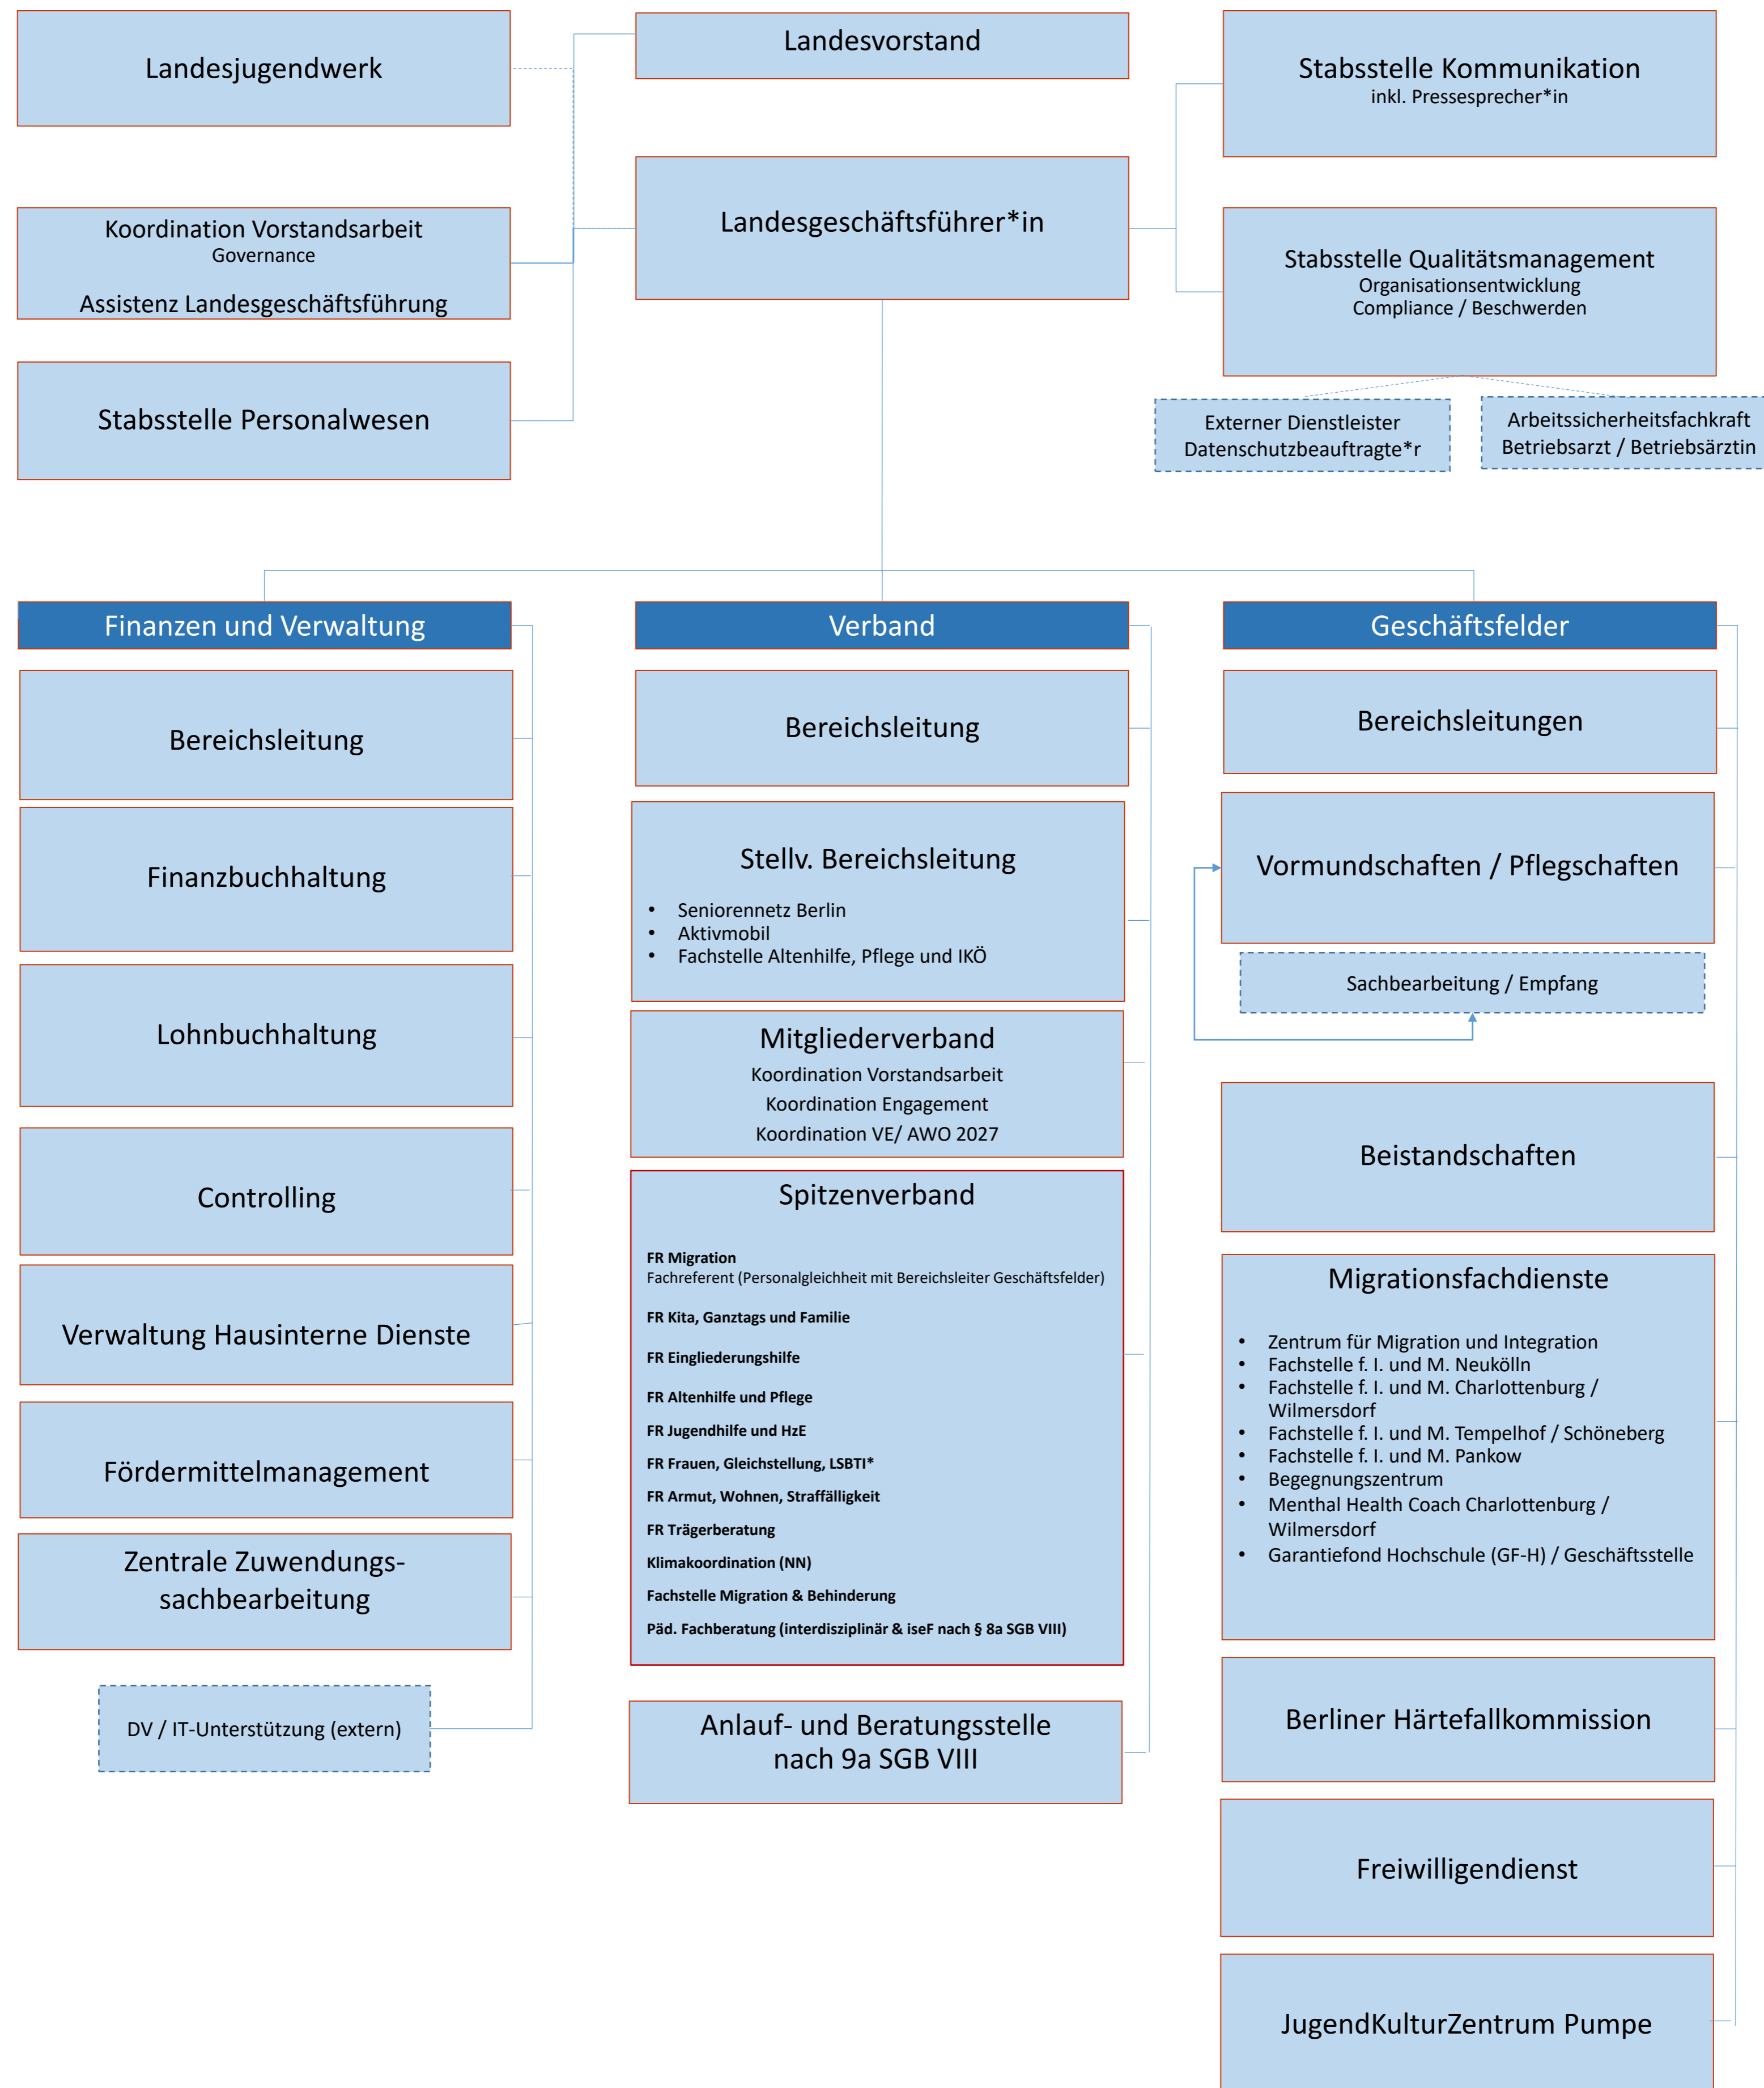 Landesjugendwerk
Landesvorstand
Stabsstelle Kommunikation
inkl. Pressesprecher*in
Koordination Vorstandsarbeit
Governance
Assistenz Landesgeschäftsführung
Landesgeschäftsführer*in
Stabsstelle Qualitätsmanagement
Organisationsentwicklung
Compliance / Beschwerden
Stabsstelle Personalwesen
Externer Dienstleister
Datenschutzbeauftragte*r
Arbeitssicherheitsfachkraft
Betriebsarzt / Betriebsärztin
Finanzen und Verwaltung
Bereichsleitung
Finanzbuchhaltung
Lohnbuchhaltung
Controlling
Verwaltung Hausinterne Dienste
Fördermittelmanagement
Zentrale Zuwendungs-
sachbearbeitung
DV / IT-Unterstützung (extern)
Verband
Bereichsleitung
Stellv. Bereichsleitung
• Seniorennetz Berlin
• Aktivmobil
• Fachstelle Altenhilfe, Pflege und IKÖ
Mitgliederverband
Koordination Vorstandsarbeit
Koordination Engagement
Koordination VE/ AWO 2027
Spitzenverband
FR Migration
Fachreferent (Personalgleichheit mit Bereichsleiter Geschäftsfelder)
FR Kita, Ganztags und Familie
FR Eingliederungshilfe
FR Altenhilfe und Pflege
FR Jugendhilfe und HzE
FR Frauen, Gleichstellung, LSBTI*
FR Armut, Wohnen, Straffälligkeit
FR Trägerberatung
Klimakoordination (NN)
Fachstelle Migration & Behinderung
Päd. Fachberatung (interdisziplinär & iseF nach § 8a SGB VIII)
Anlauf- und Beratungsstelle
nach 9a SGB VIII
Geschäftsfelder
Bereichsleitungen
Vormundschaften / Pflegschaften
Sachbearbeitung / Empfang
Beistandschaften
Migrationsfachdienste
• Zentrum für Migration und Integration
• Fachstelle f. I. und M. Neukölln
• Fachstelle f. I. und M. Charlottenburg /
Wilmersdorf
• Fachstelle f. I. und M. Tempelhof / Schöneberg
• Fachstelle f. I. und M. Pankow
• Begegnungszentrum
• Menthal Health Coach Charlottenburg /
Wilmersdorf
• Garantiefond Hochschule (GF-H) / Geschäftsstelle
Berliner Härtefallkommission
Freiwilligendienst
JugendKulturZentrum Pumpe